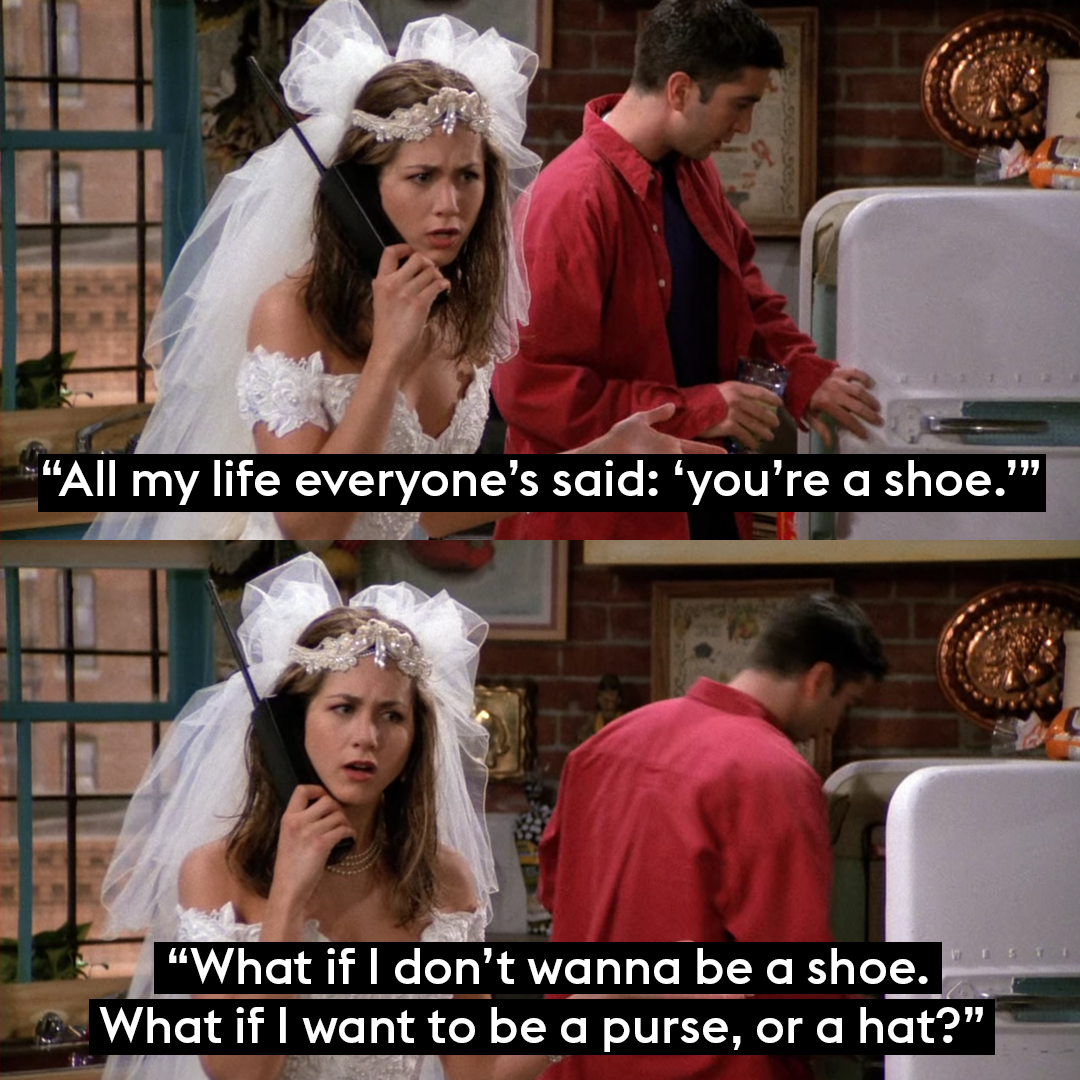 “All my life everyone’s said: ‘you’re a shoe.’”
“What if I don’t wanna be a shoe.
What if I want to be a purse, or a hat?”